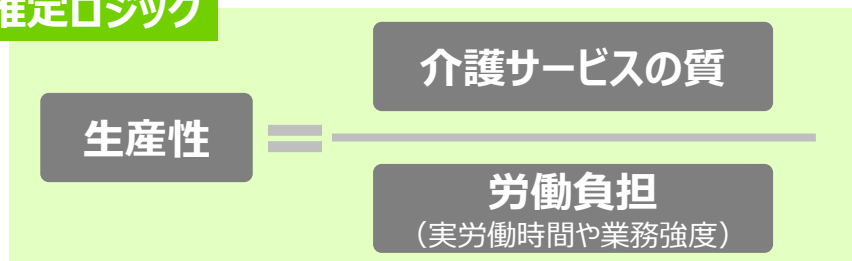 推定ロジック
介護サービスの質
生産性
=
労働負担
(実労働時間や業務強度)